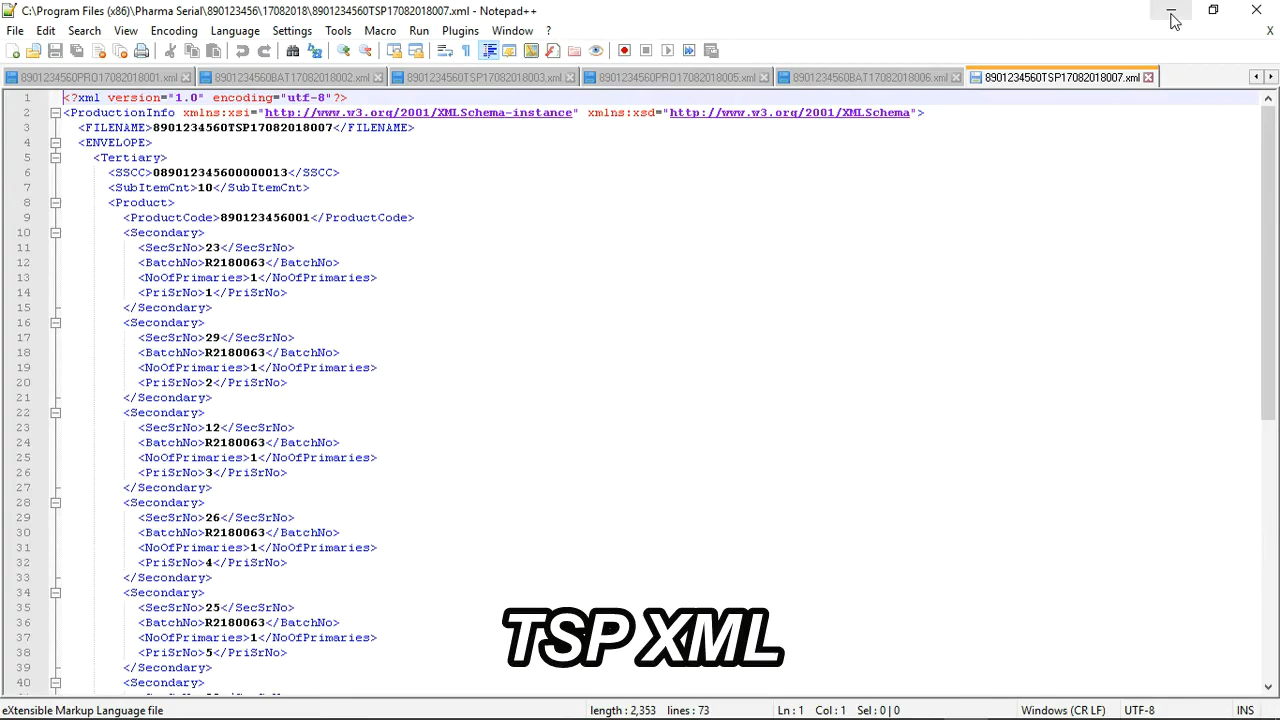 C:\Program Files (x86)\Pharma Serial\890123456\17082018\8901234560TSP17082018007.xml - Notepad++
File Edit Search View Encoding Language Settings Tools Macro Run Plugins Window ? X
8901234560PRO17082018001.xml 8901234560BAT17082018002.xml 8901234560TSP17082018003.xml 8901234560PRO17082018005.xml 8901234560BAT17082018006.xml 8901234560TSP17082018007.xml
1 <?xml version="1.0" encoding="utf-8"?>
2 <ProductionInfo xmlns:xsi="http://www.w3.org/2001/XMLSchema-instance" xmlns:xsd="http://www.w3.org/2001/XMLSchema">
3 <FILENAME>8901234560TSP17082018007</FILENAME>
4 <ENVELOPE>
5 <Tertiary>
6 <SSCC>089012345600000013</SSCC>
7 <SubItemCnt>10</SubItemCnt>
8 <Product>
9 <ProductCode>890123456001</ProductCode>
10 <Secondary>
11 <SecSrNo>23</SecSrNo>
12 <BatchNo>R2180063</BatchNo>
13 <NoOfPrimaries>1</NoOfPrimaries>
14 <PriSrNo>1</PriSrNo>
15 </Secondary>
16 <Secondary>
17 <SecSrNo>29</SecSrNo>
18 <BatchNo>R2180063</BatchNo>
19 <NoOfPrimaries>1</NoOfPrimaries>
20 <PriSrNo>2</PriSrNo>
21 </Secondary>
22 <Secondary>
23 <SecSrNo>12</SecSrNo>
24 <BatchNo>R2180063</BatchNo>
25 <NoOfPrimaries>1</NoOfPrimaries>
26 <PriSrNo>3</PriSrNo>
27 </Secondary>
28 <Secondary>
29 <SecSrNo>26</SecSrNo>
30 <BatchNo>R2180063</BatchNo>
31 <NoOfPrimaries>1</NoOfPrimaries>
32 <PriSrNo>4</PriSrNo>
33 </Secondary>
34 <Secondary>
35 <SecSrNo>25</SecSrNo>
36 <BatchNo>R2180063</BatchNo>
37 <NoOfPrimaries>1</NoOfPrimaries>
38 <PriSrNo>5</PriSrNo>
39 </Secondary>
40 <Secondary>
TSP XML
eXtensible Markup Language file length : 2,353 lines : 73 Ln : 1 Col : 1 Sel : 0 | 0 Windows (CR LF) UTF-8 INS